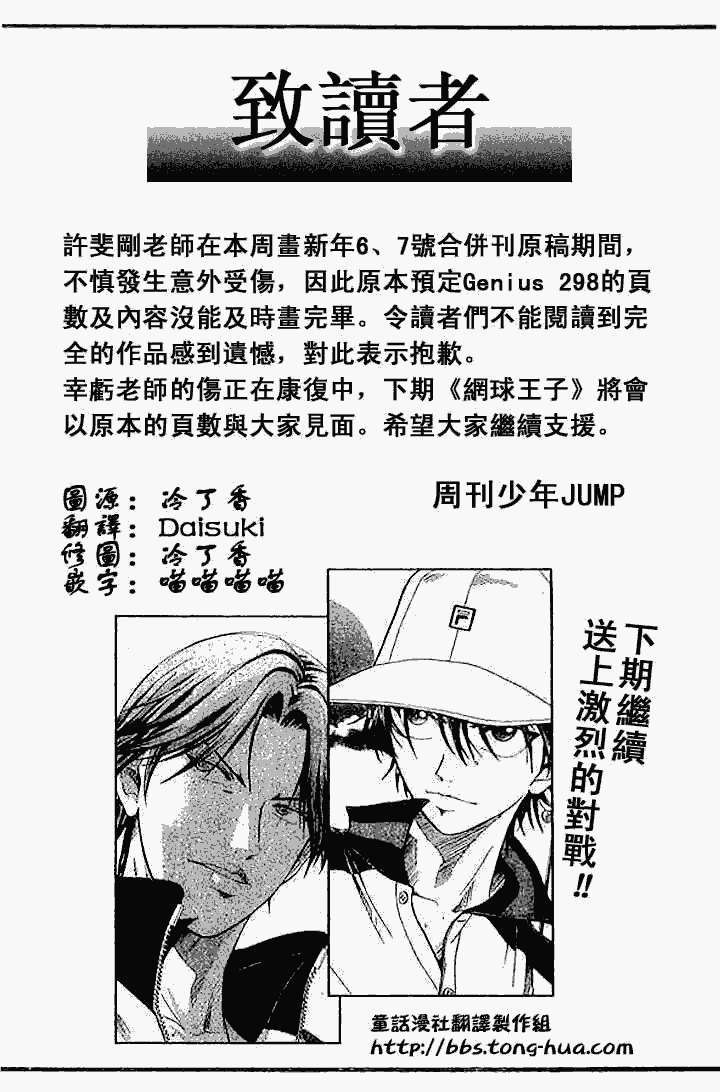 致讀者
許斐剛老師在本周畫新年6、7號合併刊原稿期間，
不慎發生意外受傷，因此原本預定Genius 298的頁
數及內容沒能及時畫完畢。令讀者們不能閱讀到完
全的作品感到遺憾，對此表示抱歉。
幸虧老師的傷正在康復中，下期《網球王子》將會
以原本的頁數與大家見面。希望大家繼續支援。
周刊少年JUMP
圖源：冷丁香
翻譯：Daisuki
修圖：冷丁香
嵌字：喵喵喵喵
F
下期繼續
送上激烈的對戰!!
童話漫社翻譯製作組
http://bbs.tong-hua.com